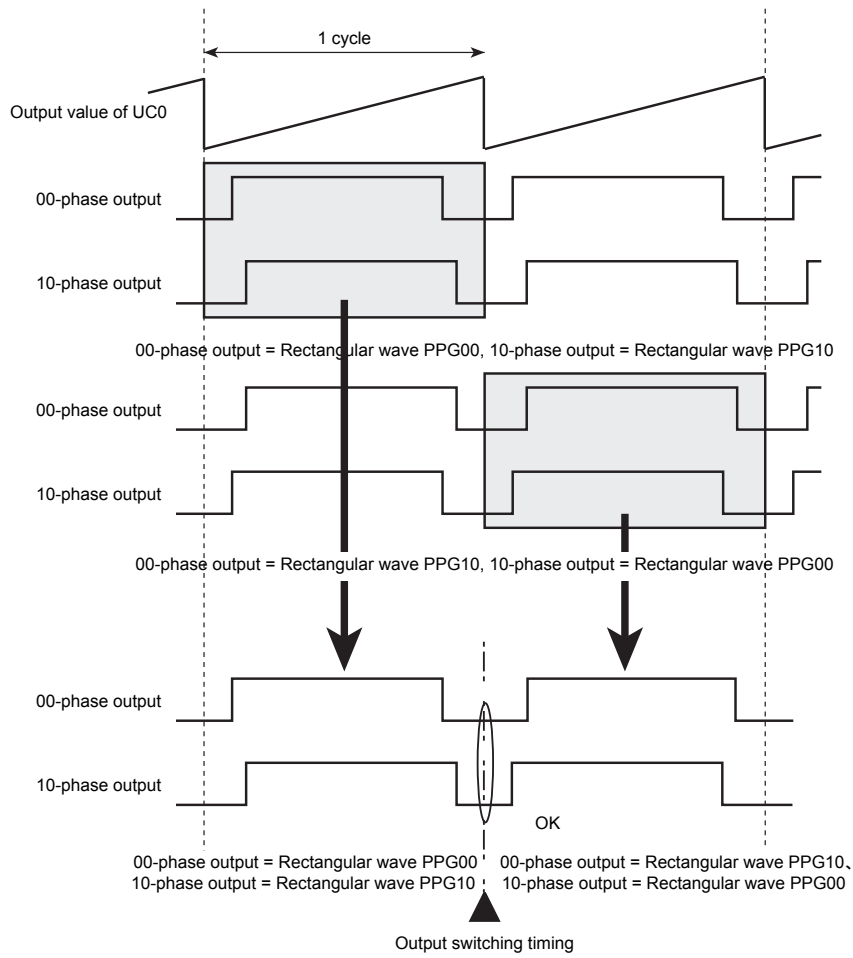 1 cycle
Output value of UC0
00-phase output
10-phase output
00-phase output = Rectangular wave PPG00, 10-phase output = Rectangular wave PPG10
00-phase output
10-phase output
00-phase output = Rectangular wave PPG10, 10-phase output = Rectangular wave PPG00
00-phase output
10-phase output
OK
00-phase output = Rectangular wave PPG00
10-phase output = Rectangular wave PPG10
00-phase output = Rectangular wave PPG10、
10-phase output = Rectangular wave PPG00
Output switching timing